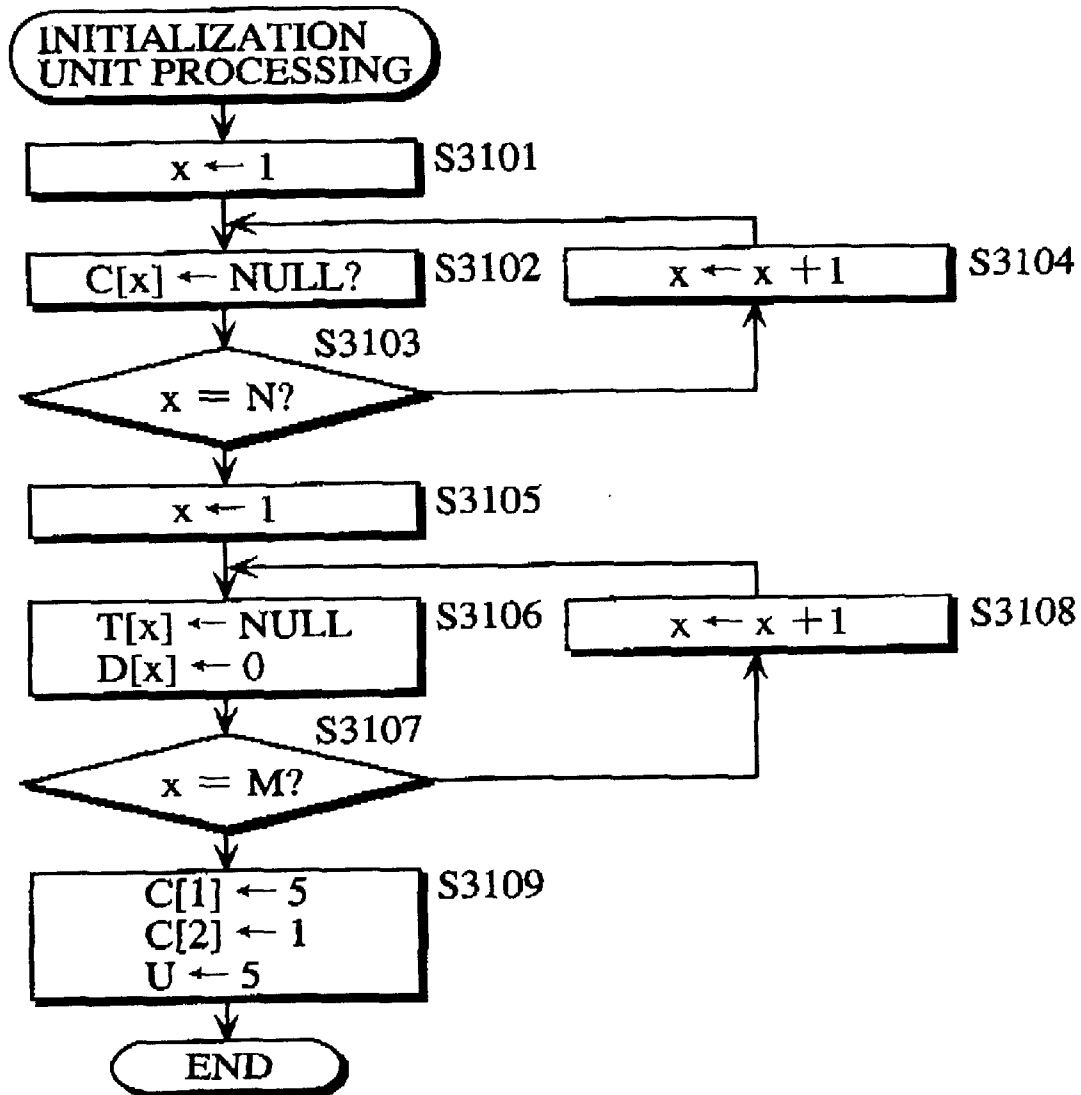 INITIALIZATION
UNIT PROCESSING
x ← 1
S3101
C[x] ← NULL?
S3102
x ← x +1
S3104
S3103
x = N?
x ← 1
S3105
T[x] ← NULL
D[x] ← 0
S3106
x ← x +1
S3108
S3107
x = M?
C[1] ← 5
C[2] ← 1
U ← 5
S3109
END